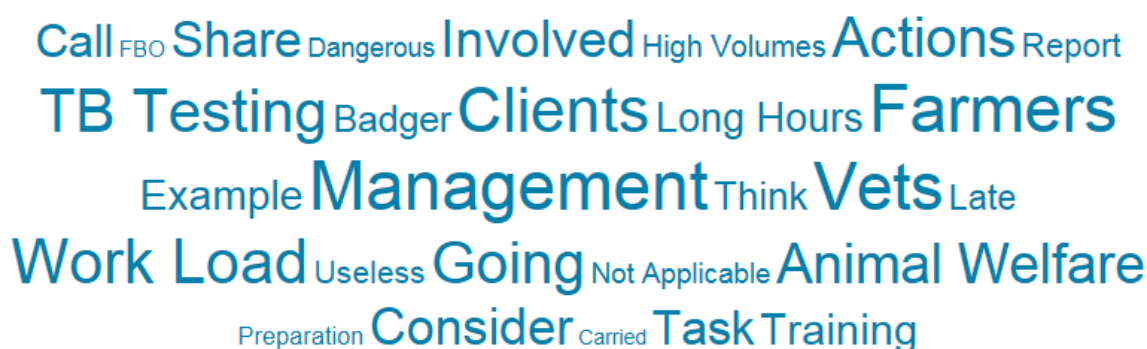 Call FBO Share Dangerous Involved High Volumes Actions Report
TB Testing Badger Clients Long Hours Farmers
Example Management Think Vets Late
Work Load Useless Going Not Applicable Animal Welfare
Preparation Consider Carried Task Training